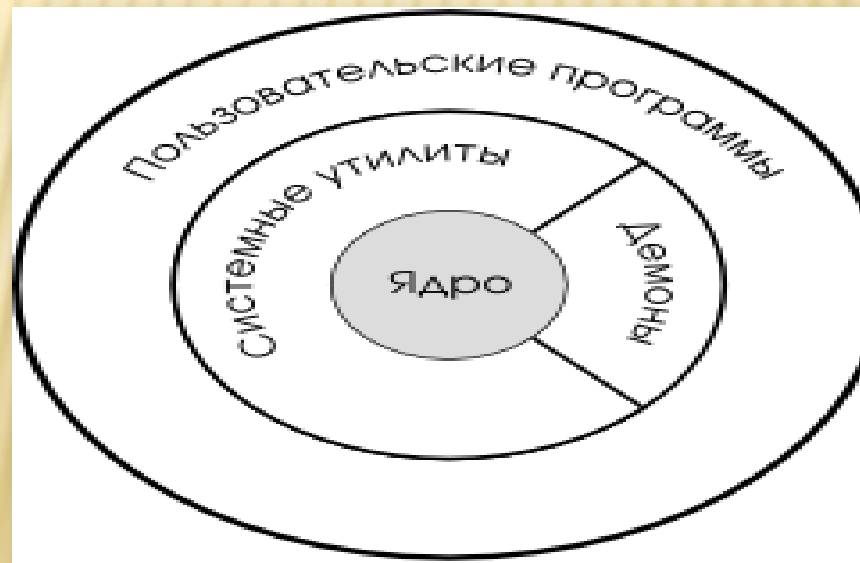 Пользовательские программы
Системные утилиты
Демоны
Ядро